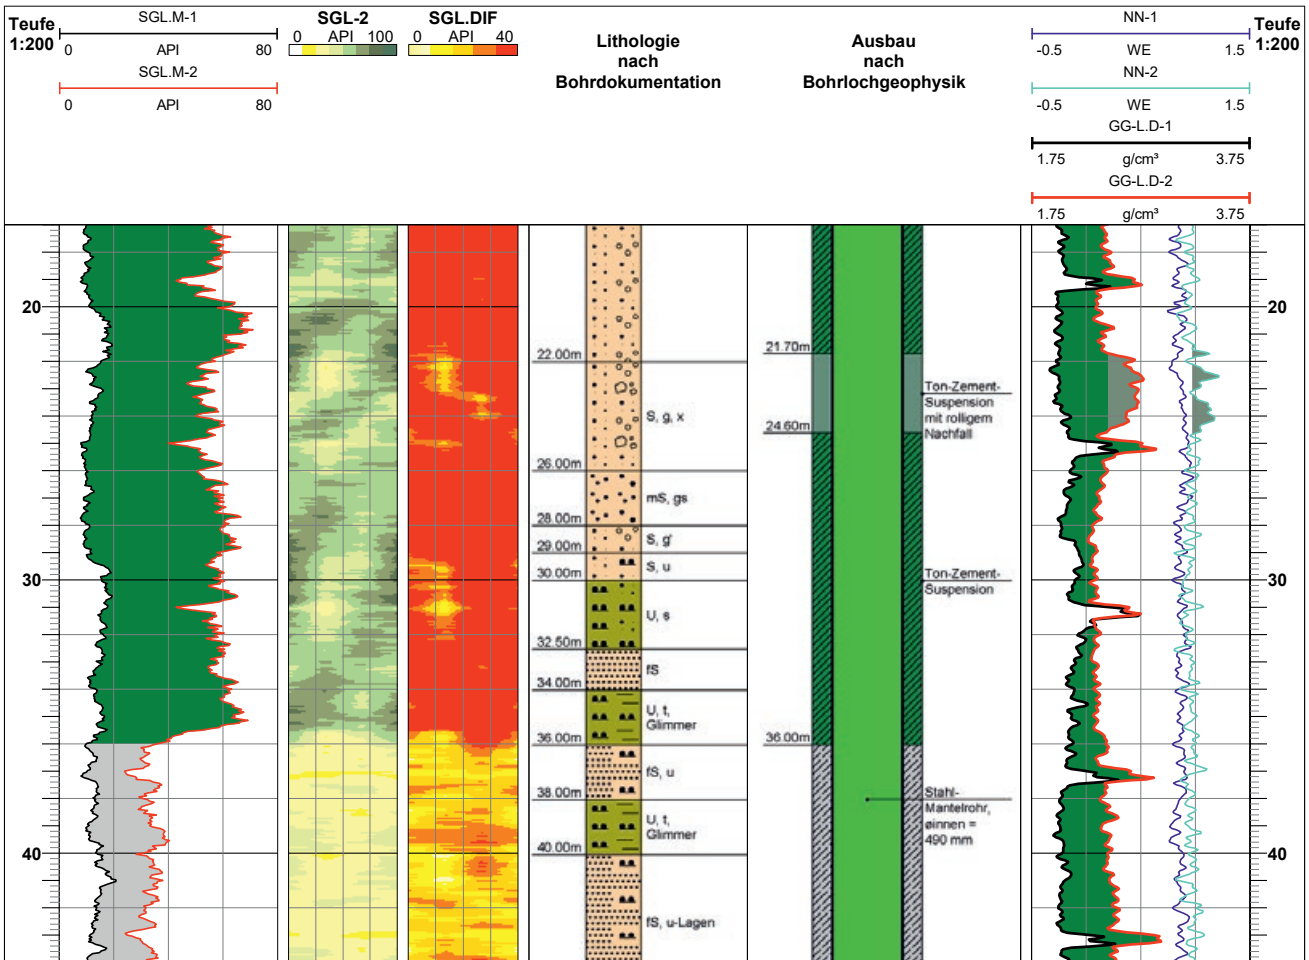 Teufe
1:200
SGL.M-1
0 API 80
SGL.M-2
0 API 80
SGL-2
0 API 100
SGL.DIF
0 API 40
Lithologie
nach
Bohrdokumentation
Ausbau
nach
Bohrlochgeophysik
NN-1
-0.5 WE 1.5
NN-2
-0.5 WE 1.5
GG-L.D-1
1.75 g/cm³ 3.75
GG-L.D-2
1.75 g/cm³ 3.75
Teufe
1:200
20
30
40
22.00m
S, g, x
26.00m
mS, gs
28.00m
S, g'
29.00m
S, u
30.00m
U, s
32.50m
fS
34.00m
U, t,
Glimmer
36.00m
fS, u
38.00m
U, t,
Glimmer
40.00m
fS, u-Lagen
21.70m
Ton-Zement-
Suspension
mit rolligem
Nachfall
24.60m
Ton-Zement-
Suspension
36.00m
Stahl-
Mantelrohr,
øinnen =
490 mm
20
30
40